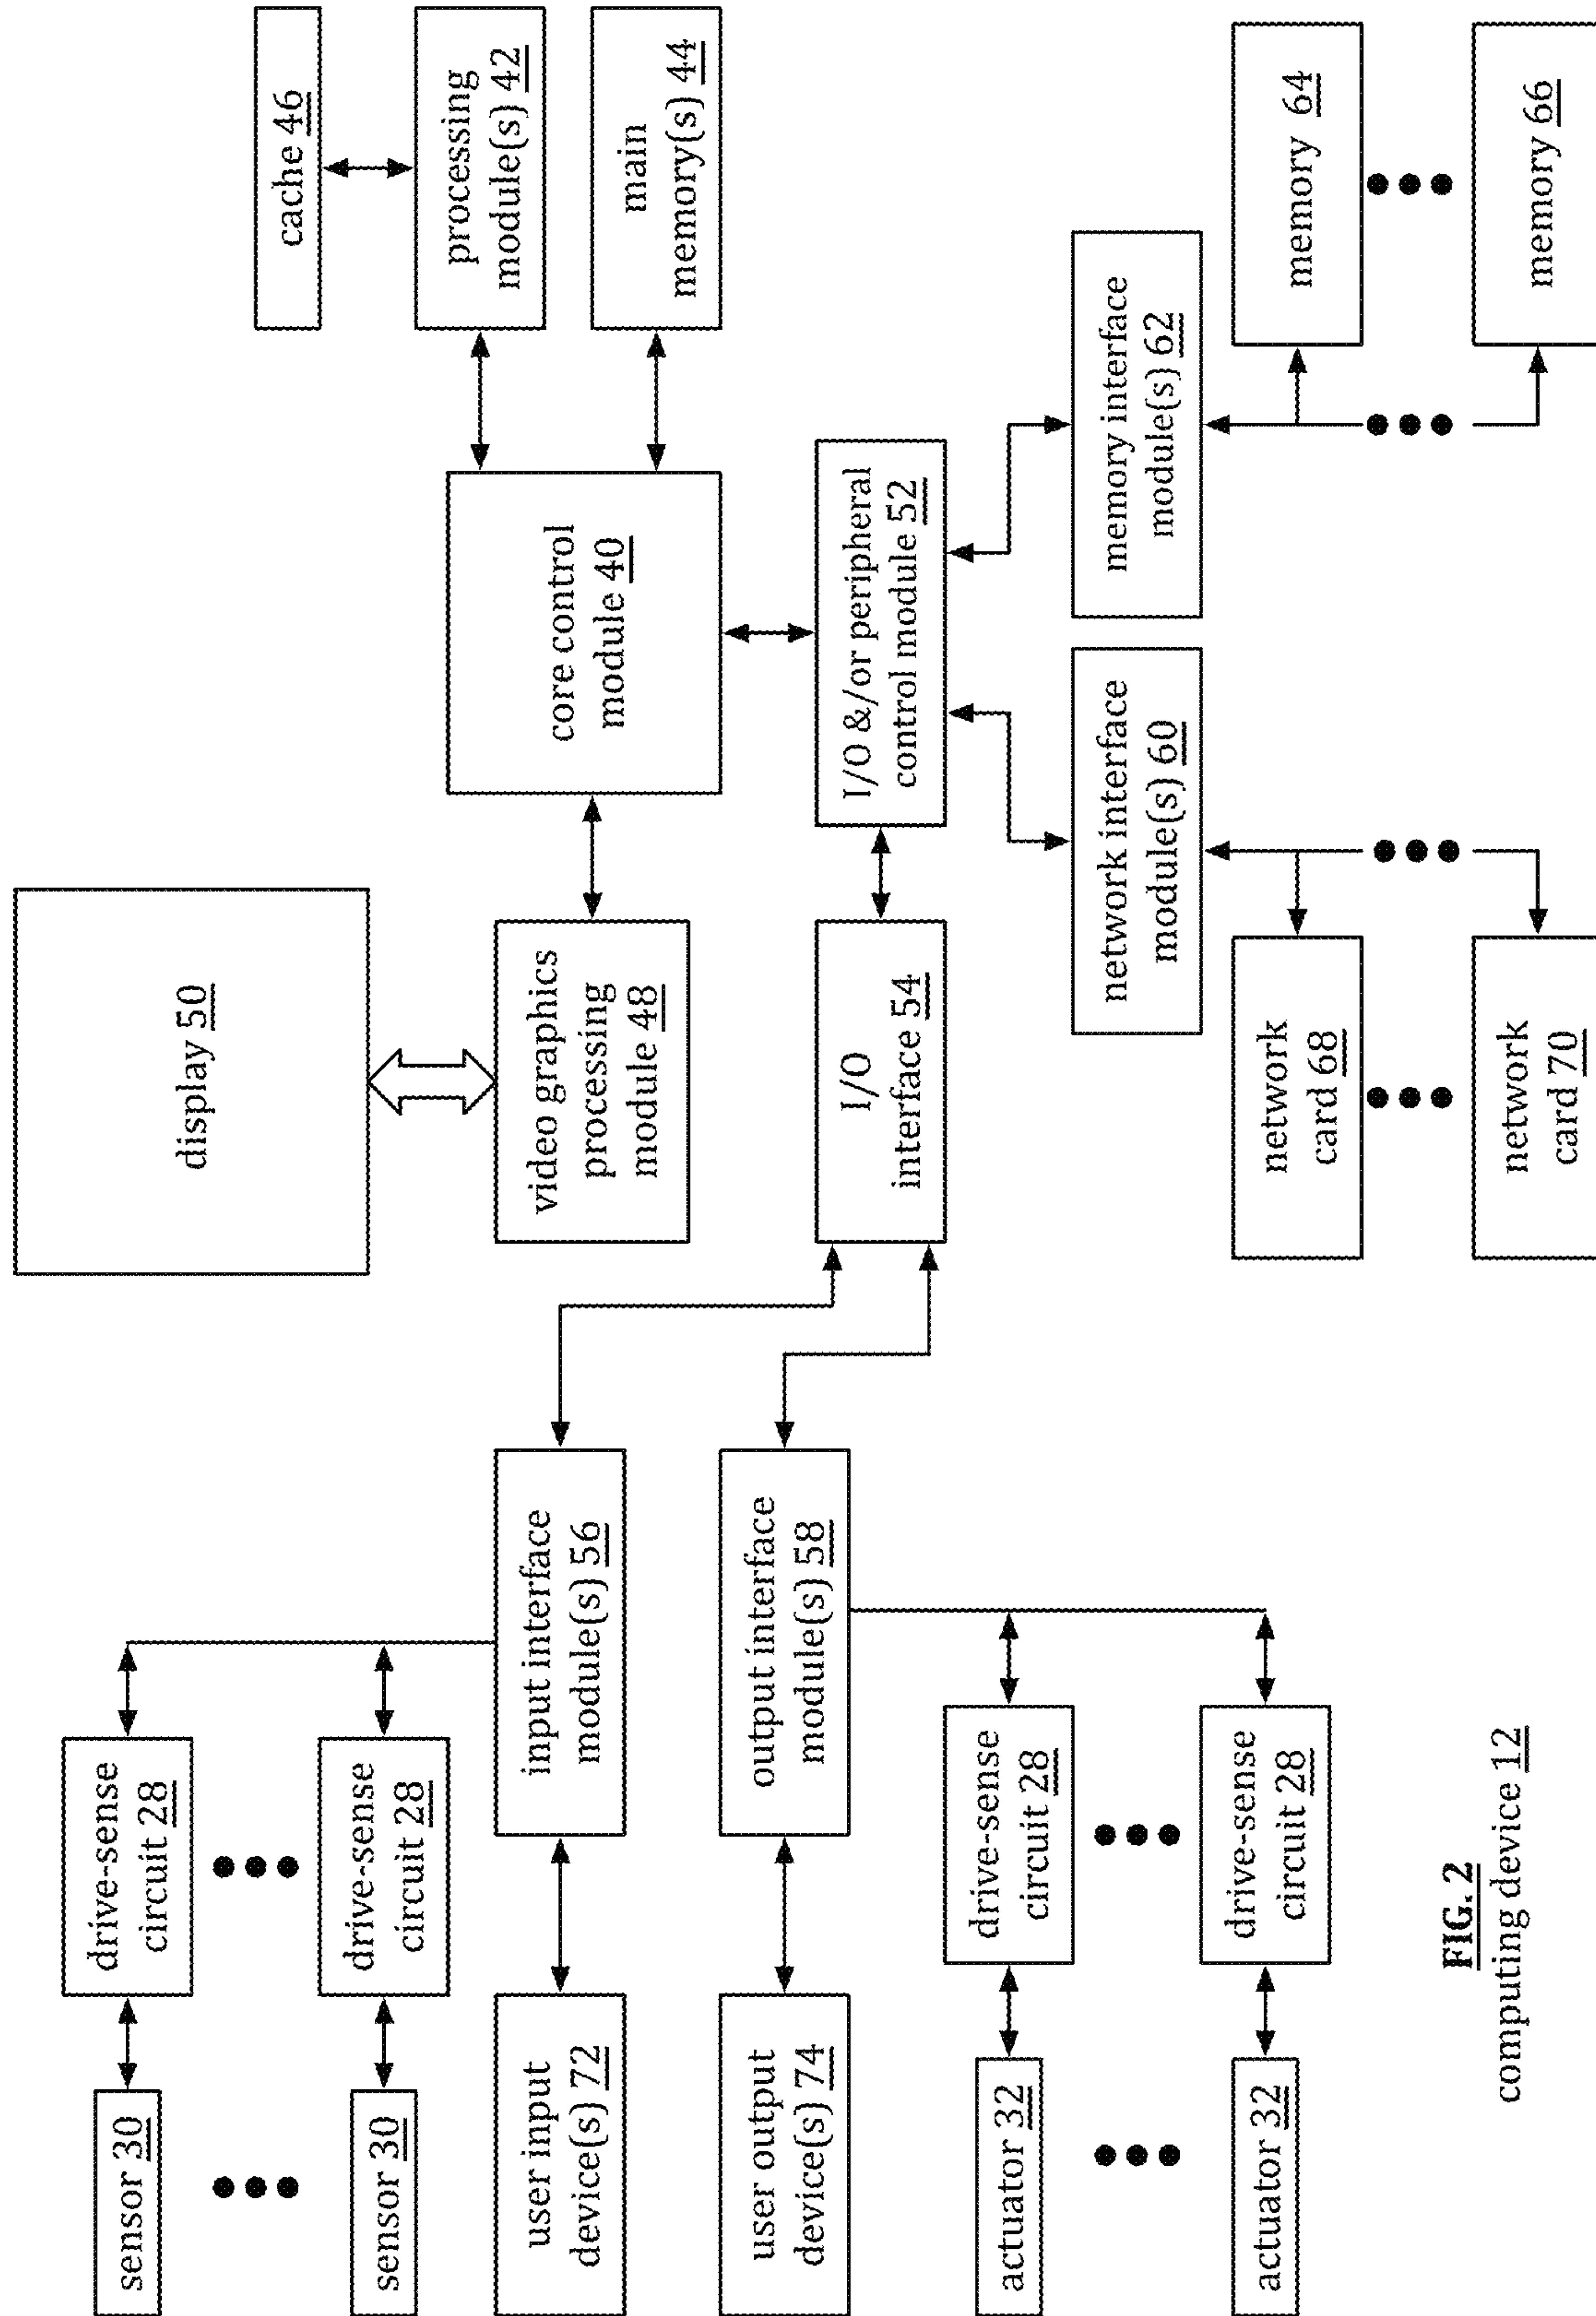 display 50
cache 46
processing
module(s) 42
main
memory(s) 44
core control
module 40
video graphics
processing
module 48
I/O
interface 54
I/O &/or peripheral
control module 52
sensor 30
drive-sense
circuit 28
sensor 30
drive-sense
circuit 28
user input
device(s) 72
input interface
module(s) 56
user output
device(s) 74
output interface
module(s) 58
actuator 32
drive-sense
circuit 28
actuator 32
drive-sense
circuit 28
network interface
module(s) 60
memory interface
module(s) 62
network
card 68
memory 64
network
card 70
memory 66
FIG. 2
computing device 12